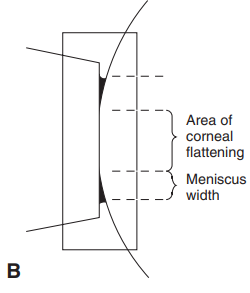 Area of
corneal
flattening
Meniscus
width
B